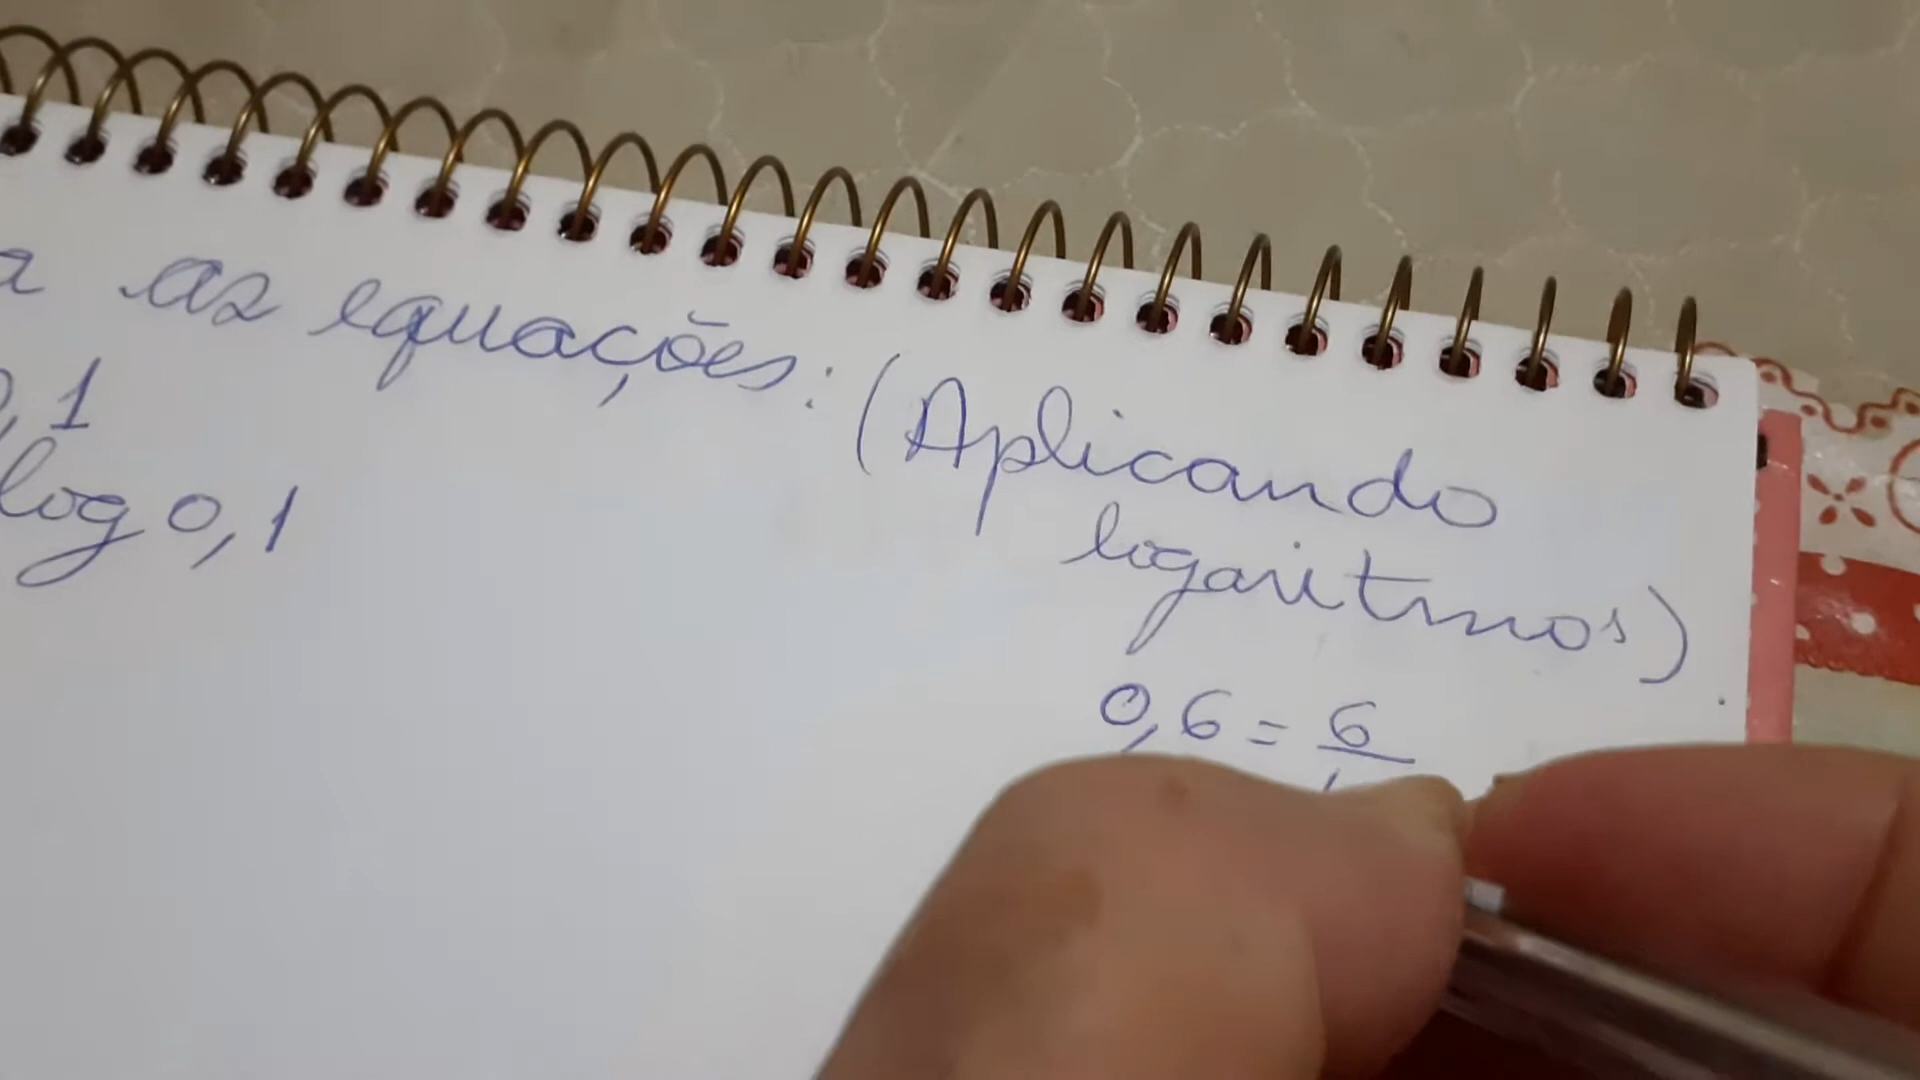 a as equações: (Aplicando
logaritmos)
0,1
log 0,1
0,6 = 6